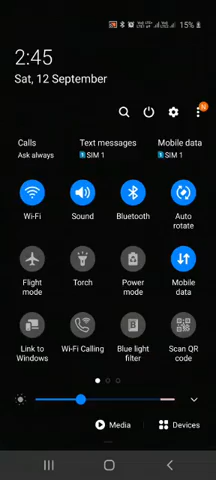 15%
2:45
Sat, 12 September
N
Calls
Text messages
Mobile data
Ask always
1 SIM 1
1 SIM 1
Wi-Fi
Sound
Bluetooth
Auto rotate
Flight mode
Torch
Power mode
Mobile data
Link to Windows
Wi-Fi Calling
B
Blue light filter
Scan QR code
Media
Devices